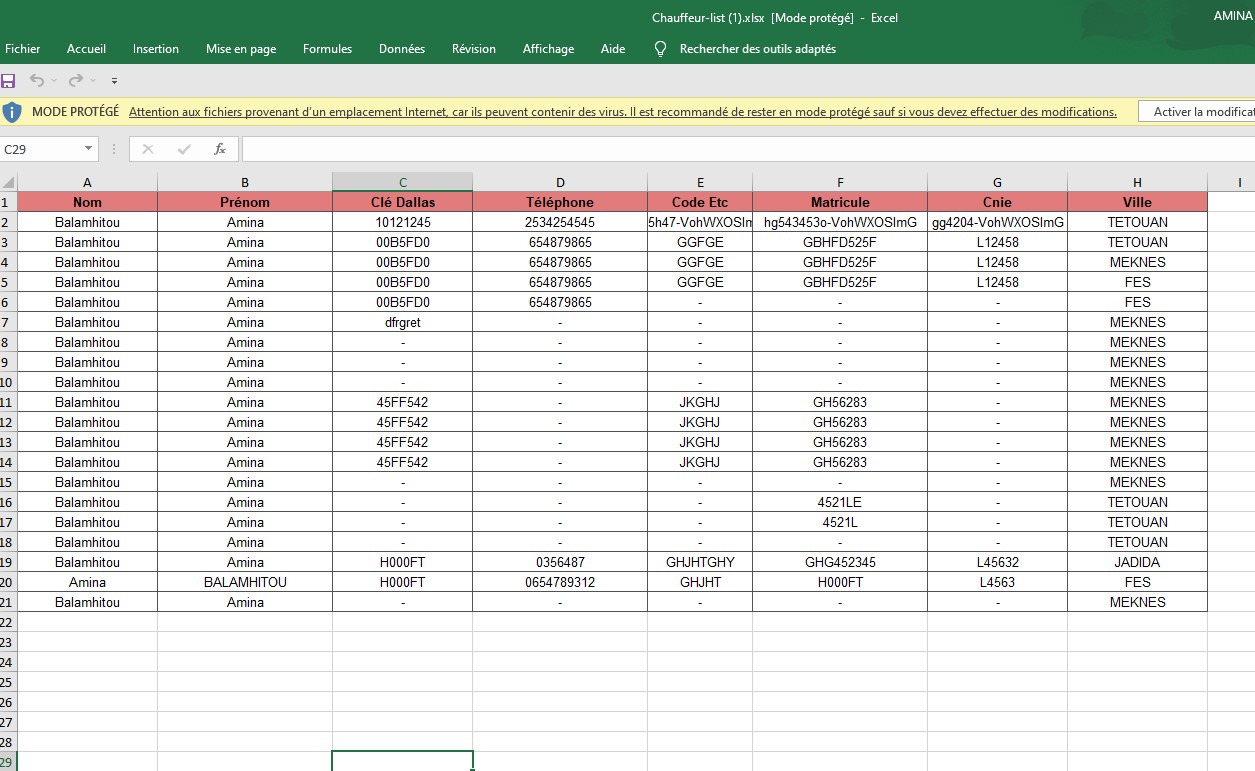 Chauffeur-list (1).xlsx [Mode protégé] - Excel
AMINA
Fichier Accueil Insertion Mise en page Formules Données Révision Affichage Aide Rechercher des outils adaptés
MODE PROTÉGÉ Attention aux fichiers provenant d'un emplacement Internet, car ils peuvent contenir des virus. Il est recommandé de rester en mode protégé sauf si vous devez effectuer des modifications. Activer la modificat
C29 fx
A B C D E F G H I
1 Nom Prénom Clé Dallas Téléphone Code Etc Matricule Cnie Ville
2 Balamhitou Amina 10121245 2534254545 5h47-VohWXOSIm hg543453o-VohWXOSImG gg4204-VohWXOSImG TETOUAN
3 Balamhitou Amina 00B5FD0 654879865 GGFGE GBHFD525F L12458 TETOUAN
4 Balamhitou Amina 00B5FD0 654879865 GGFGE GBHFD525F L12458 MEKNES
5 Balamhitou Amina 00B5FD0 654879865 GGFGE GBHFD525F L12458 FES
6 Balamhitou Amina 00B5FD0 654879865 - - - FES
7 Balamhitou Amina dfrgret - - - - MEKNES
8 Balamhitou Amina - - - - - MEKNES
9 Balamhitou Amina - - - - - MEKNES
10 Balamhitou Amina - - - - - MEKNES
11 Balamhitou Amina 45FF542 - JKGHJ GH56283 - MEKNES
12 Balamhitou Amina 45FF542 - JKGHJ GH56283 - MEKNES
13 Balamhitou Amina 45FF542 - JKGHJ GH56283 - MEKNES
14 Balamhitou Amina 45FF542 - JKGHJ GH56283 - MEKNES
15 Balamhitou Amina - - - - - MEKNES
16 Balamhitou Amina - - - 4521LE - TETOUAN
17 Balamhitou Amina - - - 4521L - TETOUAN
18 Balamhitou Amina - - - - - TETOUAN
19 Balamhitou Amina H000FT 0356487 GHJHTGHY GHG452345 L45632 JADIDA
20 Amina BALAMHITOU H000FT 0654789312 GHJHT H000FT L4563 FES
21 Balamhitou Amina - - - - - MEKNES
22
23
24
25
26
27
28
29